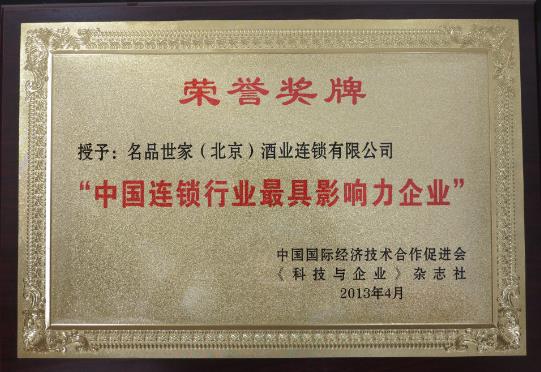 荣誉奖牌
授予：名品世家（北京）酒业连锁有限公司
“中国连锁行业最具影响力企业”
中国国际经济技术合作促进会
《科技与企业》杂志社
2013年4月